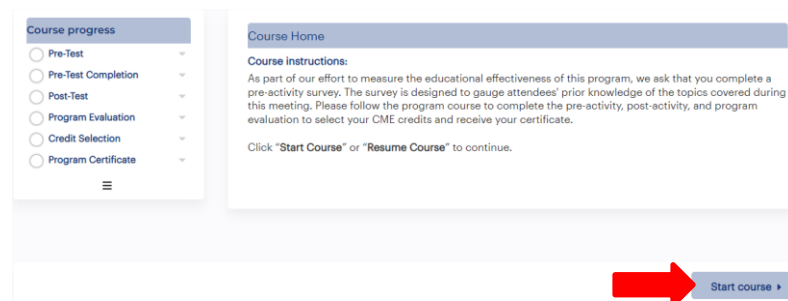 Course progress
Pre-Test
Pre-Test Completion
Post-Test
Program Evaluation
Credit Selection
Program Certificate
Course Home
Course instructions:
As part of our effort to measure the educational effectiveness of this program, we ask that you complete a
pre-activity survey. The survey is designed to gauge attendees' prior knowledge of the topics covered during
this meeting. Please follow the program course to complete the pre-activity, post-activity, and program
evaluation to select your CME credits and receive your certificate.
Click "Start Course" or "Resume Course" to continue.
Start course